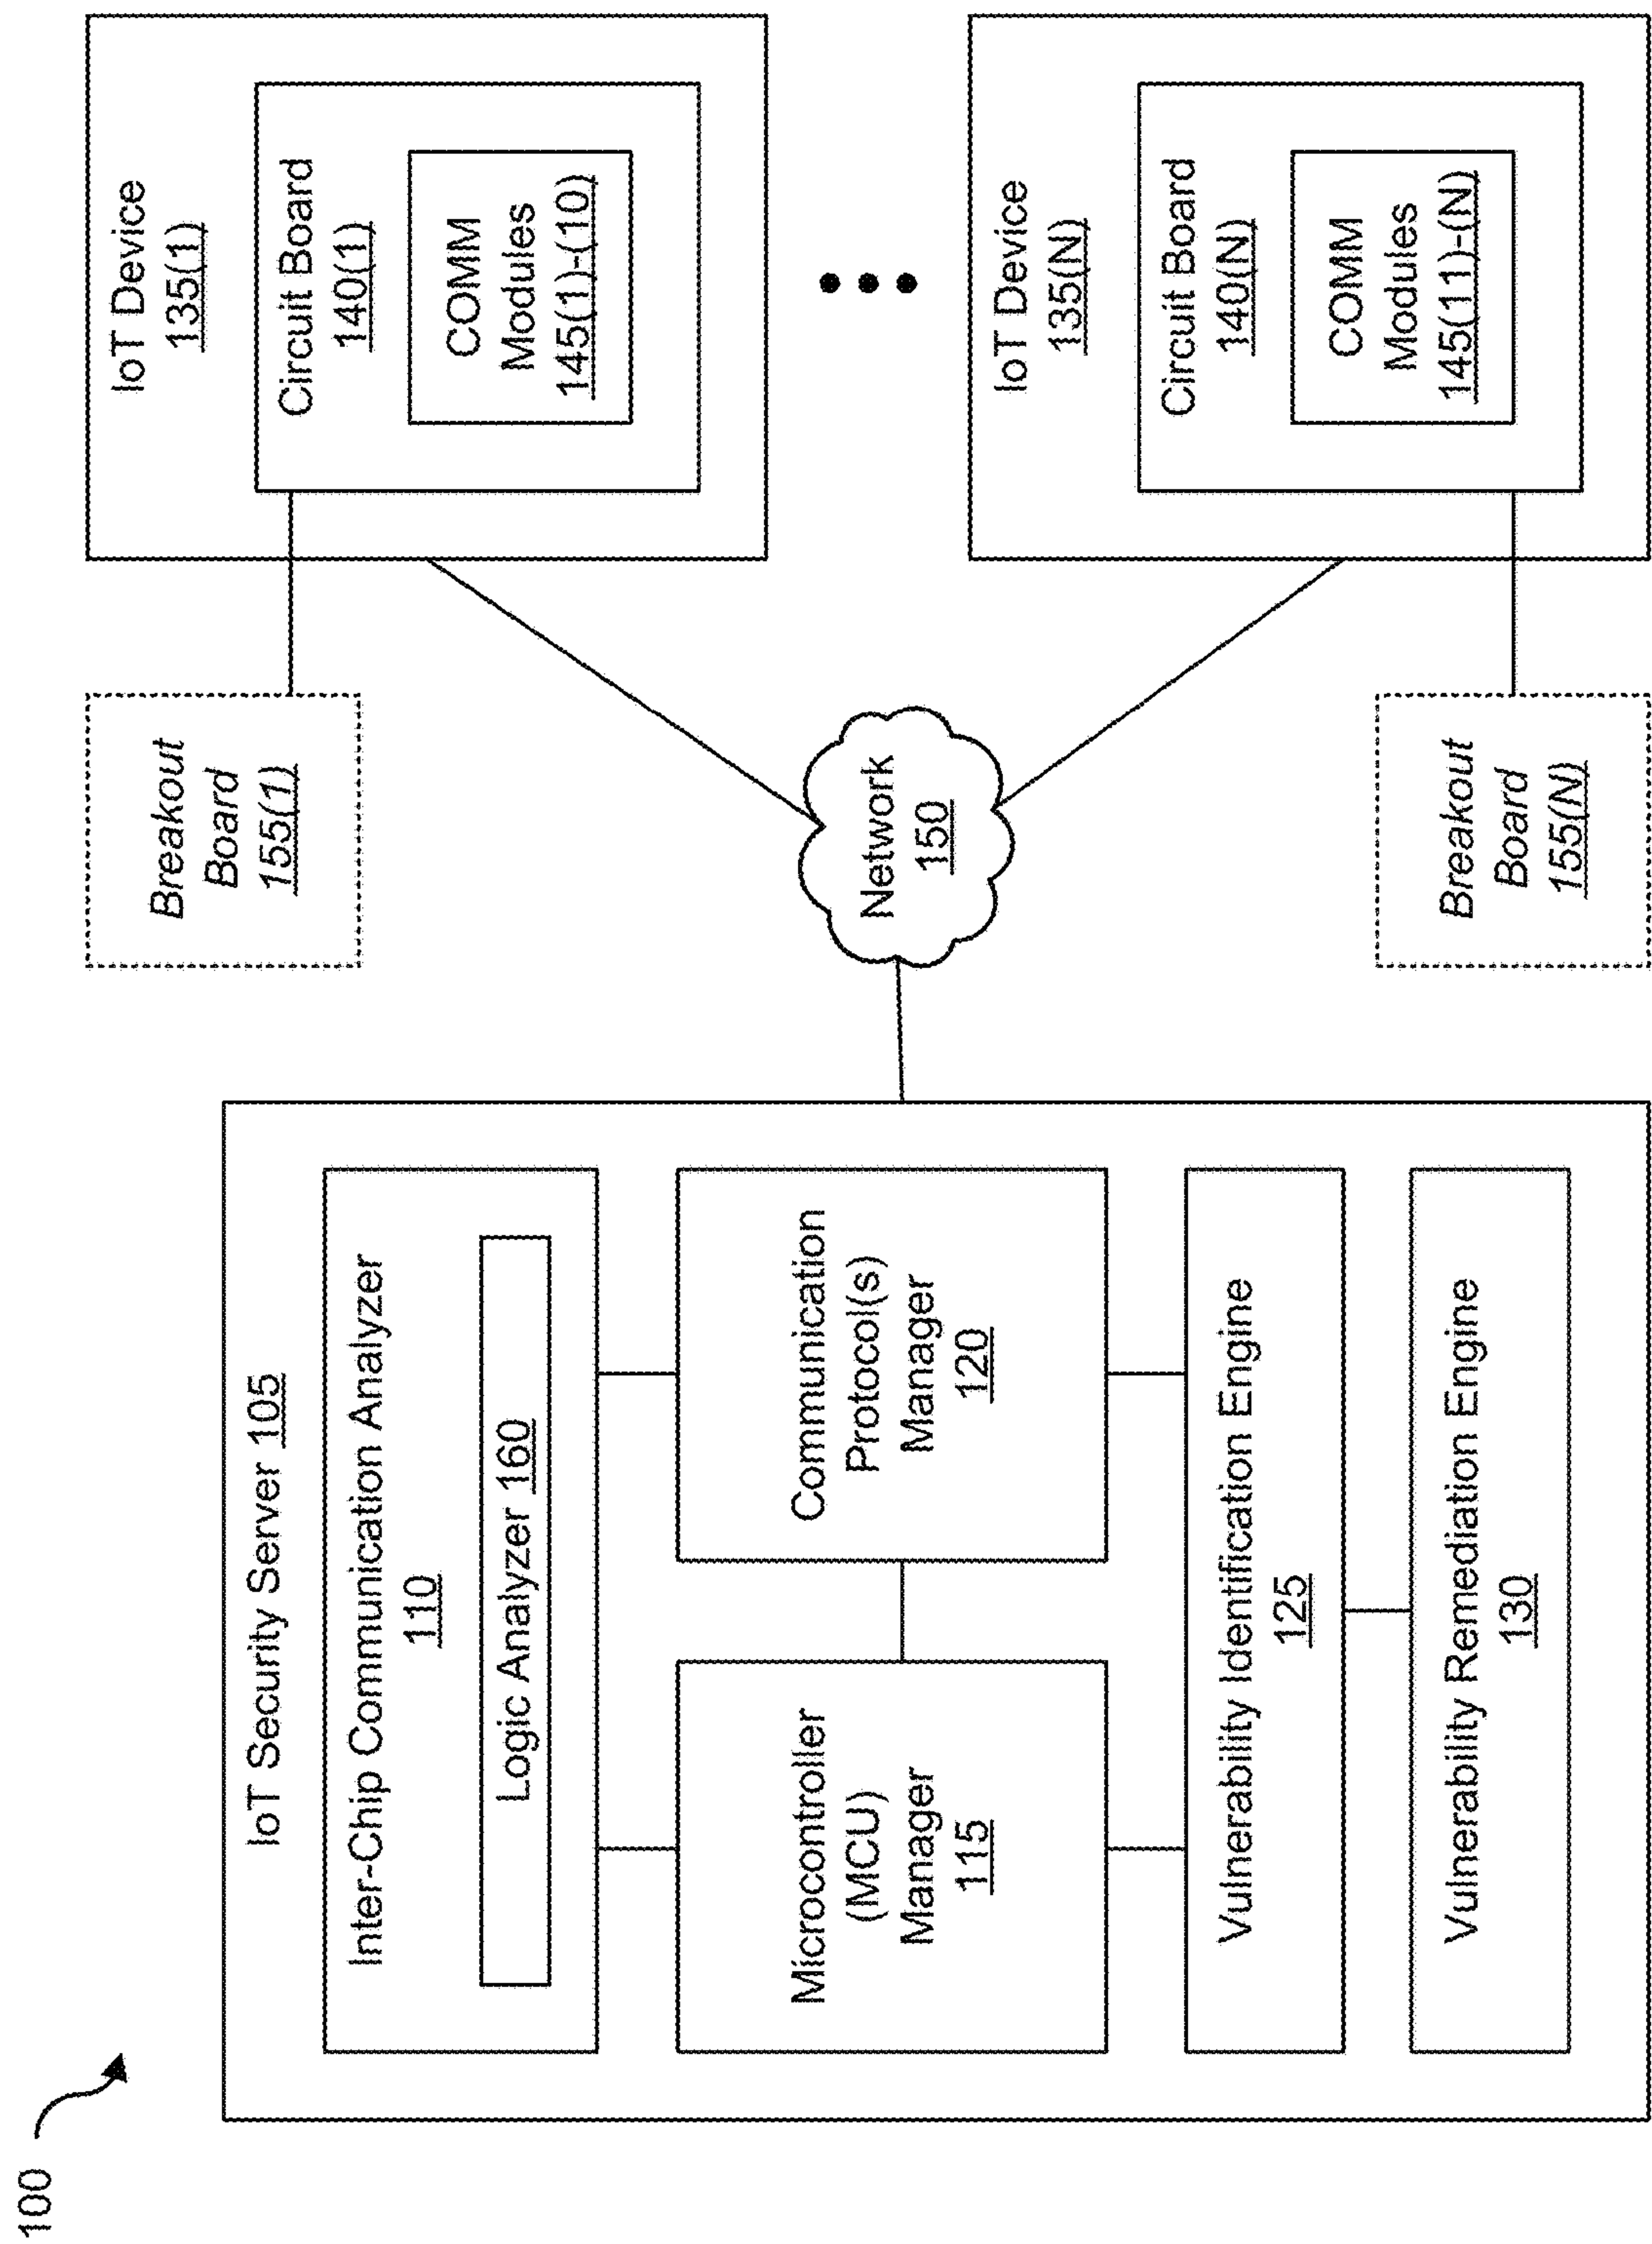 100
IoT Security Server 105
Inter-Chip Communication Analyzer
110
Logic Analyzer 160
Microcontroller
(MCU)
Manager
115
Communication
Protocol(s)
Manager
120
Vulnerability Identification Engine
125
Vulnerability Remediation Engine
130
Breakout
Board
155(1)
Network
150
Breakout
Board
155(N)
IoT Device
135(1)
Circuit Board
140(1)
COMM
Modules
145(1)-(10)
IoT Device
135(N)
Circuit Board
140(N)
COMM
Modules
145(11)-(N)